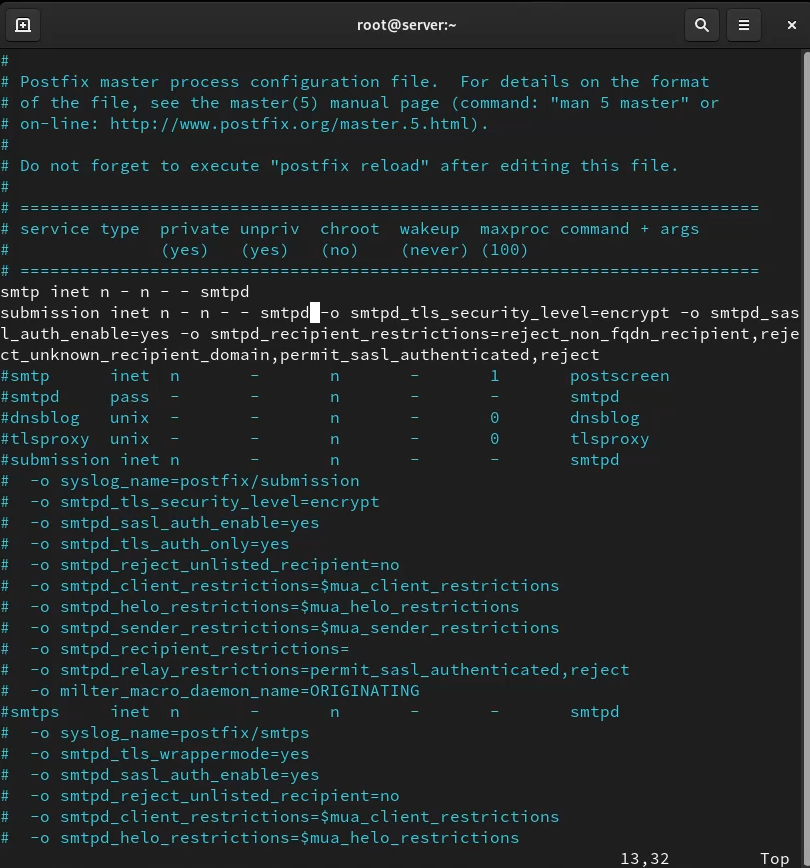 root@server:~
#
# Postfix master process configuration file.  For details on the format
# of the file, see the master(5) manual page (command: "man 5 master" or
# on-line: http://www.postfix.org/master.5.html).
#
# Do not forget to execute "postfix reload" after editing this file.
#
# ==========================================================================
# service type  private unpriv  chroot  wakeup  maxproc command + args
#               (yes)   (yes)   (no)    (never) (100)
# ==========================================================================
smtp inet n - n - - smtpd
submission inet n - n - - smtpd -o smtpd_tls_security_level=encrypt -o smtpd_sas
l_auth_enable=yes -o smtpd_recipient_restrictions=reject_non_fqdn_recipient,reje
ct_unknown_recipient_domain,permit_sasl_authenticated,reject
#smtp      inet  n       -       n       -       1       postscreen
#smtpd     pass  -       -       n       -       -       smtpd
#dnsblog   unix  -       -       n       -       0       dnsblog
#tlsproxy  unix  -       -       n       -       0       tlsproxy
#submission inet n       -       n       -       -       smtpd
#  -o syslog_name=postfix/submission
#  -o smtpd_tls_security_level=encrypt
#  -o smtpd_sasl_auth_enable=yes
#  -o smtpd_tls_auth_only=yes
#  -o smtpd_reject_unlisted_recipient=no
#  -o smtpd_client_restrictions=$mua_client_restrictions
#  -o smtpd_helo_restrictions=$mua_helo_restrictions
#  -o smtpd_sender_restrictions=$mua_sender_restrictions
#  -o smtpd_recipient_restrictions=
#  -o smtpd_relay_restrictions=permit_sasl_authenticated,reject
#  -o milter_macro_daemon_name=ORIGINATING
#smtps     inet  n       -       n       -       -       smtpd
#  -o syslog_name=postfix/smtps
#  -o smtpd_tls_wrappermode=yes
#  -o smtpd_sasl_auth_enable=yes
#  -o smtpd_reject_unlisted_recipient=no
#  -o smtpd_client_restrictions=$mua_client_restrictions
#  -o smtpd_helo_restrictions=$mua_helo_restrictions
13,32         Top